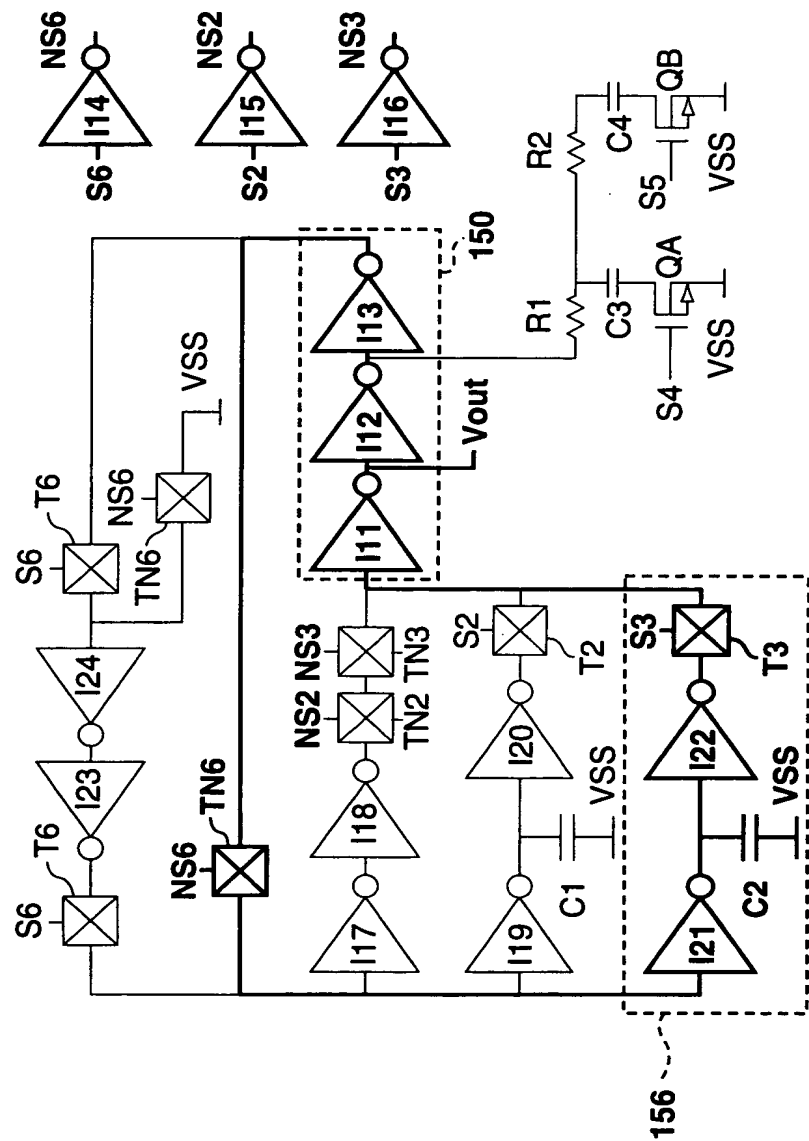 S6 I14 NS6
S2 I15 NS2
S3 I16 NS3
S6 T6 I23 I24 S6 T6
TN6 NS6 VSS
NS6 TN6
I17 I18 NS2 TN2 NS3 TN3
I11 I12 I13 150
Vout
I19 C1 VSS I20 S2 T2
I21 C2 VSS I22 S3 T3
156
R1 R2
C3 C4
S4 QA VSS
S5 QB VSS